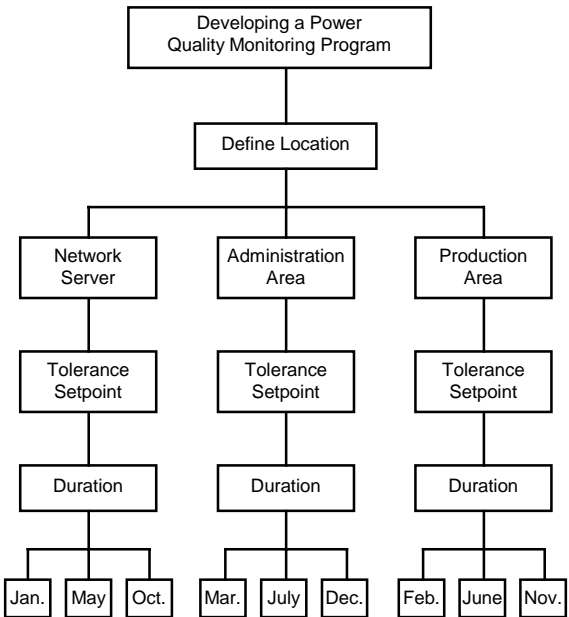 Developing a Power
Quality Monitoring Program
Define Location
Network
Server
Administration
Area
Production
Area
Tolerance
Setpoint
Tolerance
Setpoint
Tolerance
Setpoint
Duration
Duration
Duration
Jan.
May
Oct.
Mar.
July
Dec.
Feb.
June
Nov.